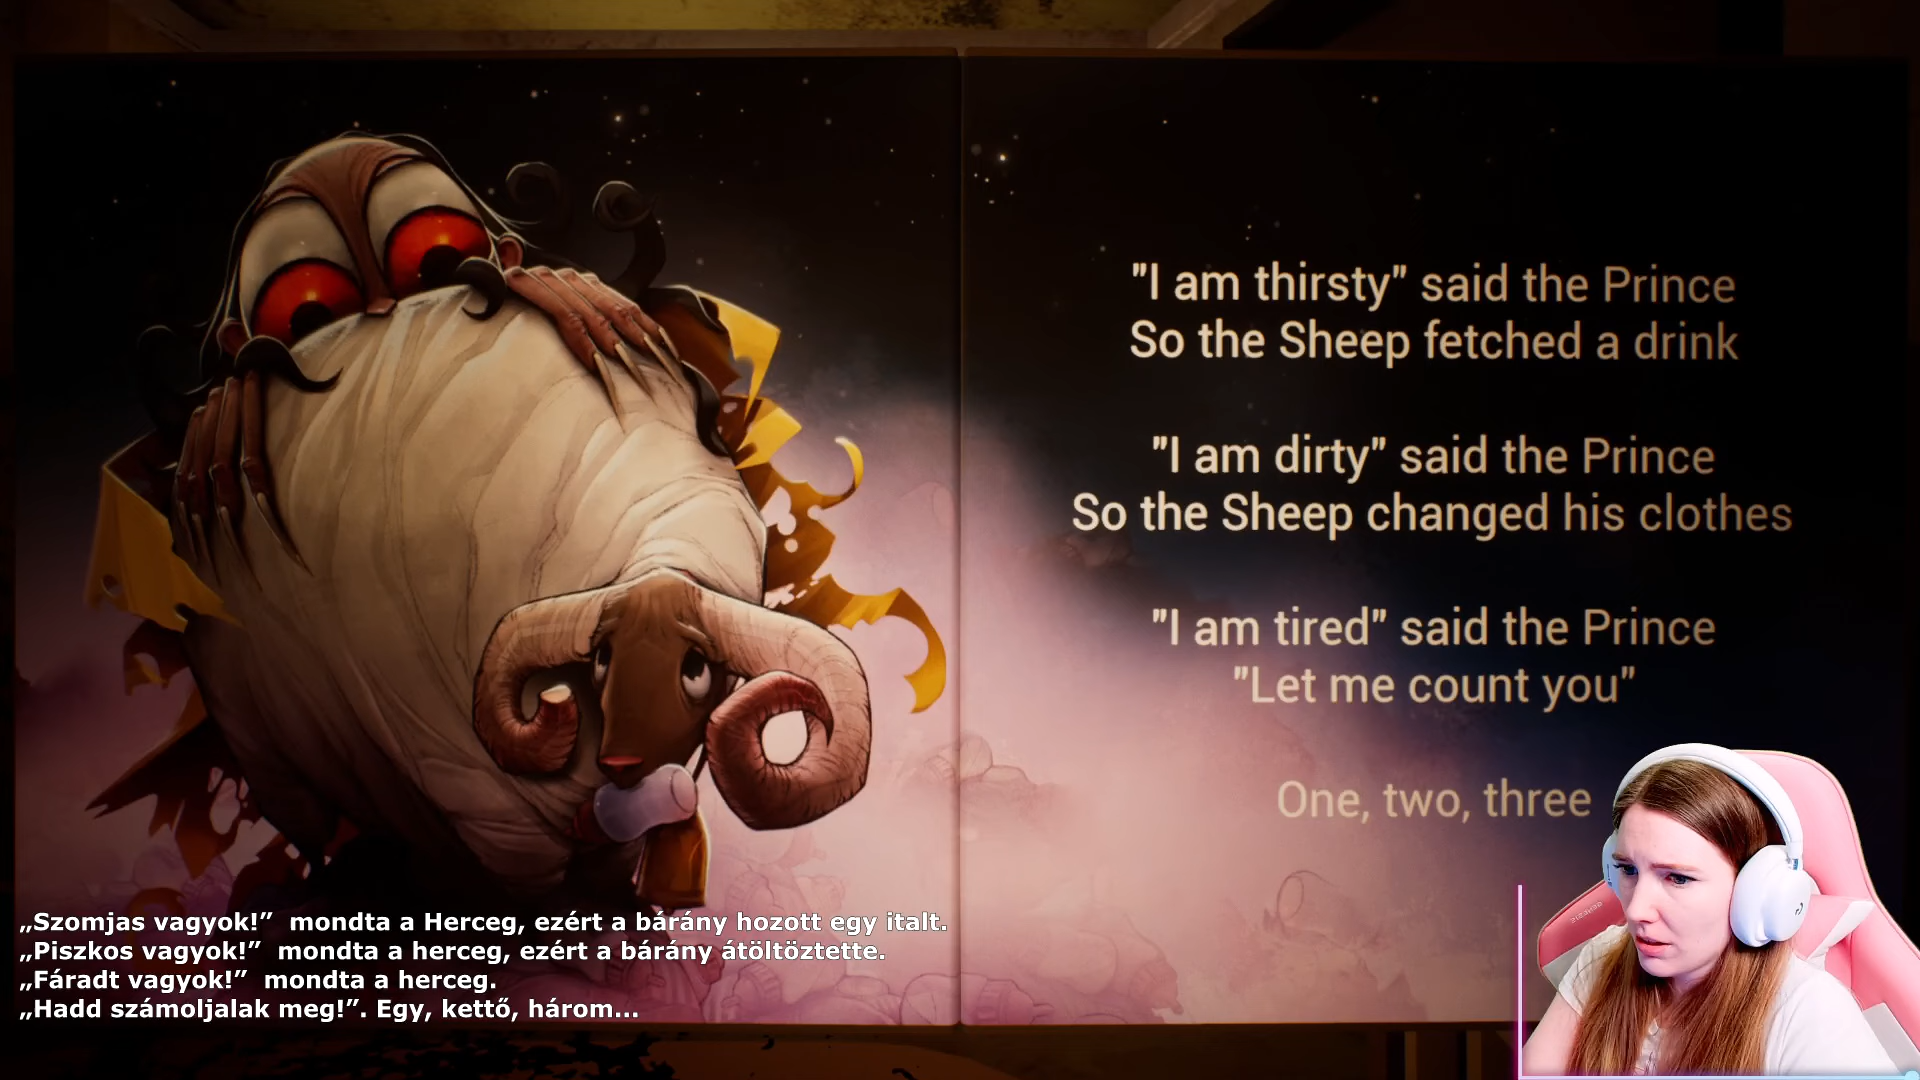 "I am thirsty" said the Prince
So the Sheep fetched a drink
"I am dirty" said the Prince
So the Sheep changed his clothes
"I am tired" said the Prince
"Let me count you"
One, two, three
„Szomjas vagyok!” mondta a Herceg, ezért a bárány hozott egy italt.
„Piszkos vagyok!” mondta a herceg, ezért a bárány átöltöztette.
„Fáradt vagyok!” mondta a herceg.
„Hadd számoljalak meg!”. Egy, kettő, három...